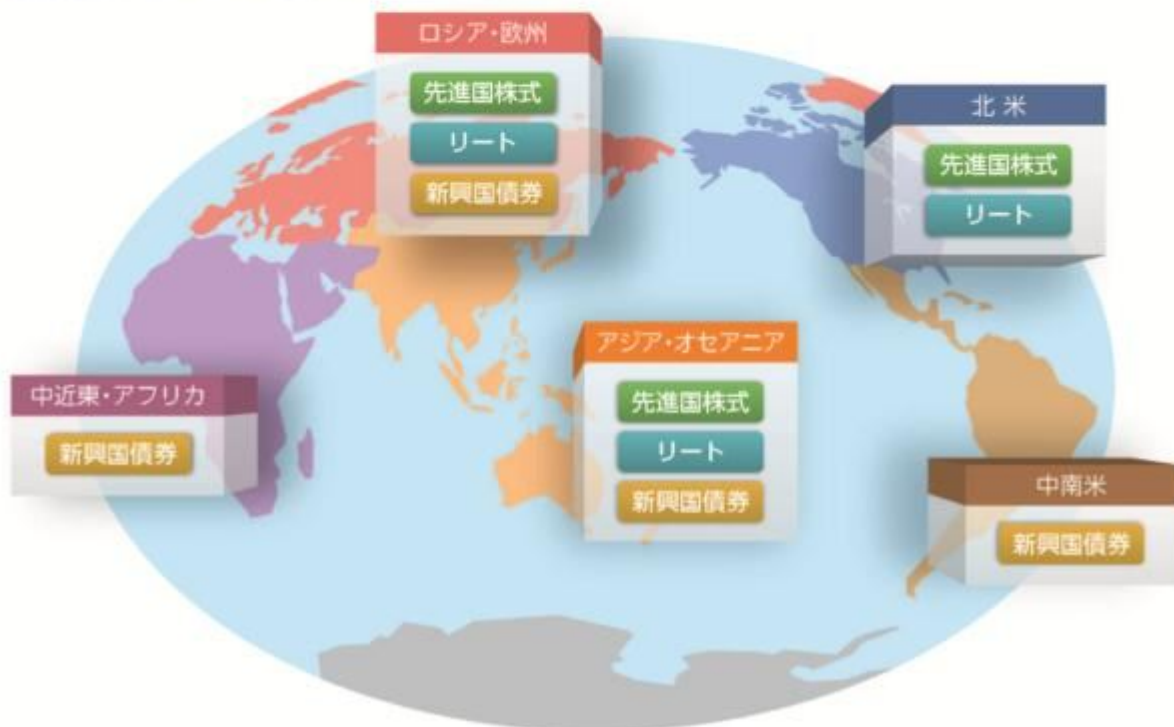 ロシア・欧州
先進国株式
リート
新興国債券
北米
先進国株式
リート
アジア・オセアニア
先進国株式
リート
新興国債券
中近東・アフリカ
新興国債券
中南米
新興国債券